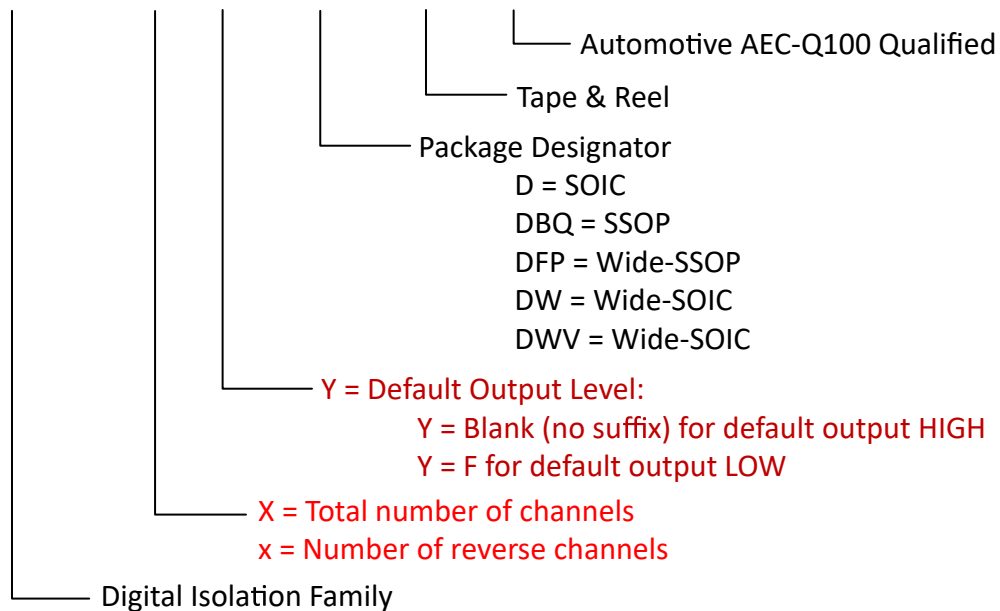 Automotive AEC-Q100 Qualified
Tape & Reel
Package Designator
D = SOIC
DBQ = SSOP
DFP = Wide-SSOP
DW = Wide-SOIC
DWV = Wide-SOIC
Y = Default Output Level:
Y = Blank (no suffix) for default output HIGH
Y = F for default output LOW
X = Total number of channels
x = Number of reverse channels
Digital Isolation Family